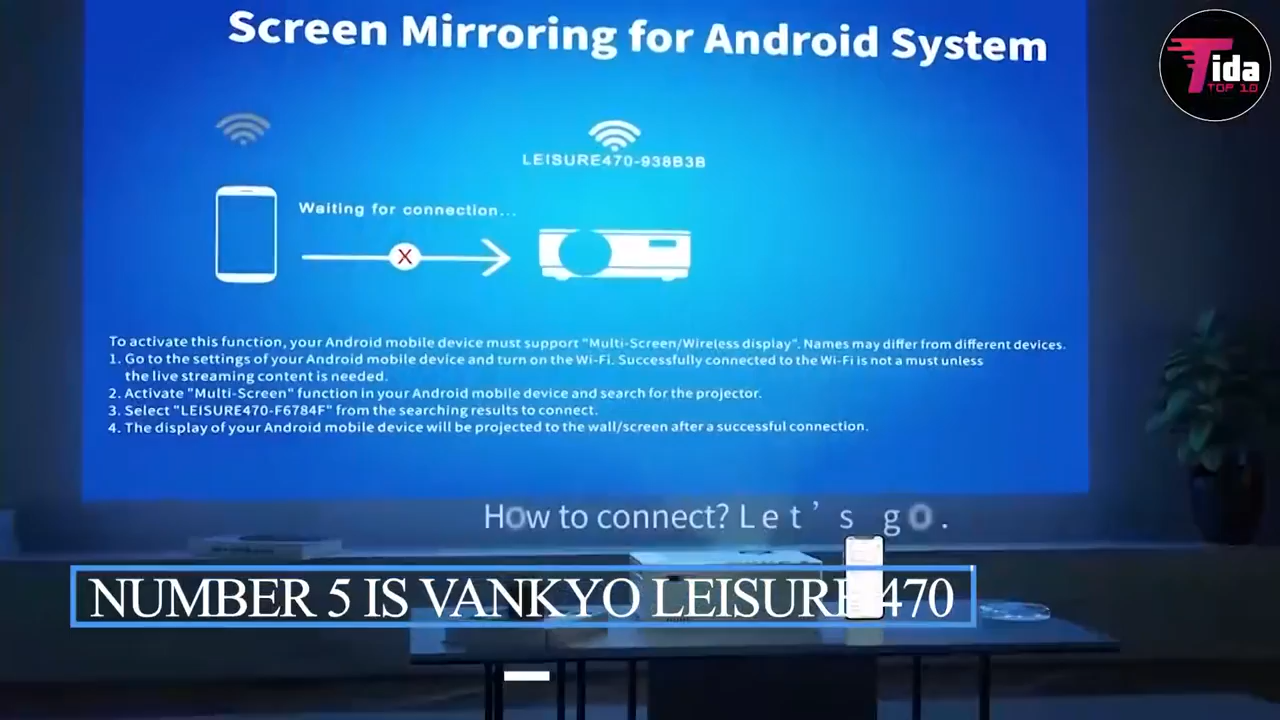 Screen Mirroring for Android System
Tida
TOP 10
LEISURE470-938B3B
Waiting for connection...
X
To activate this function, your Android mobile device must support "Multi-Screen/Wireless display". Names may differ from different devices.
1. Go to the settings of your Android mobile device and turn on the Wi-Fi. Successfully connected to the Wi-Fi is not a must unless
the live streaming content is needed.
2. Activate "Multi-Screen" function in your Android mobile device and search for the projector.
3. Select "LEISURE470-F6784F" from the searching results to connect.
4. The display of your Android mobile device will be projected to the wall/screen after a successful connection.
How to connect? Let's go.
NUMBER 5 IS VANKYO LEISURE 470